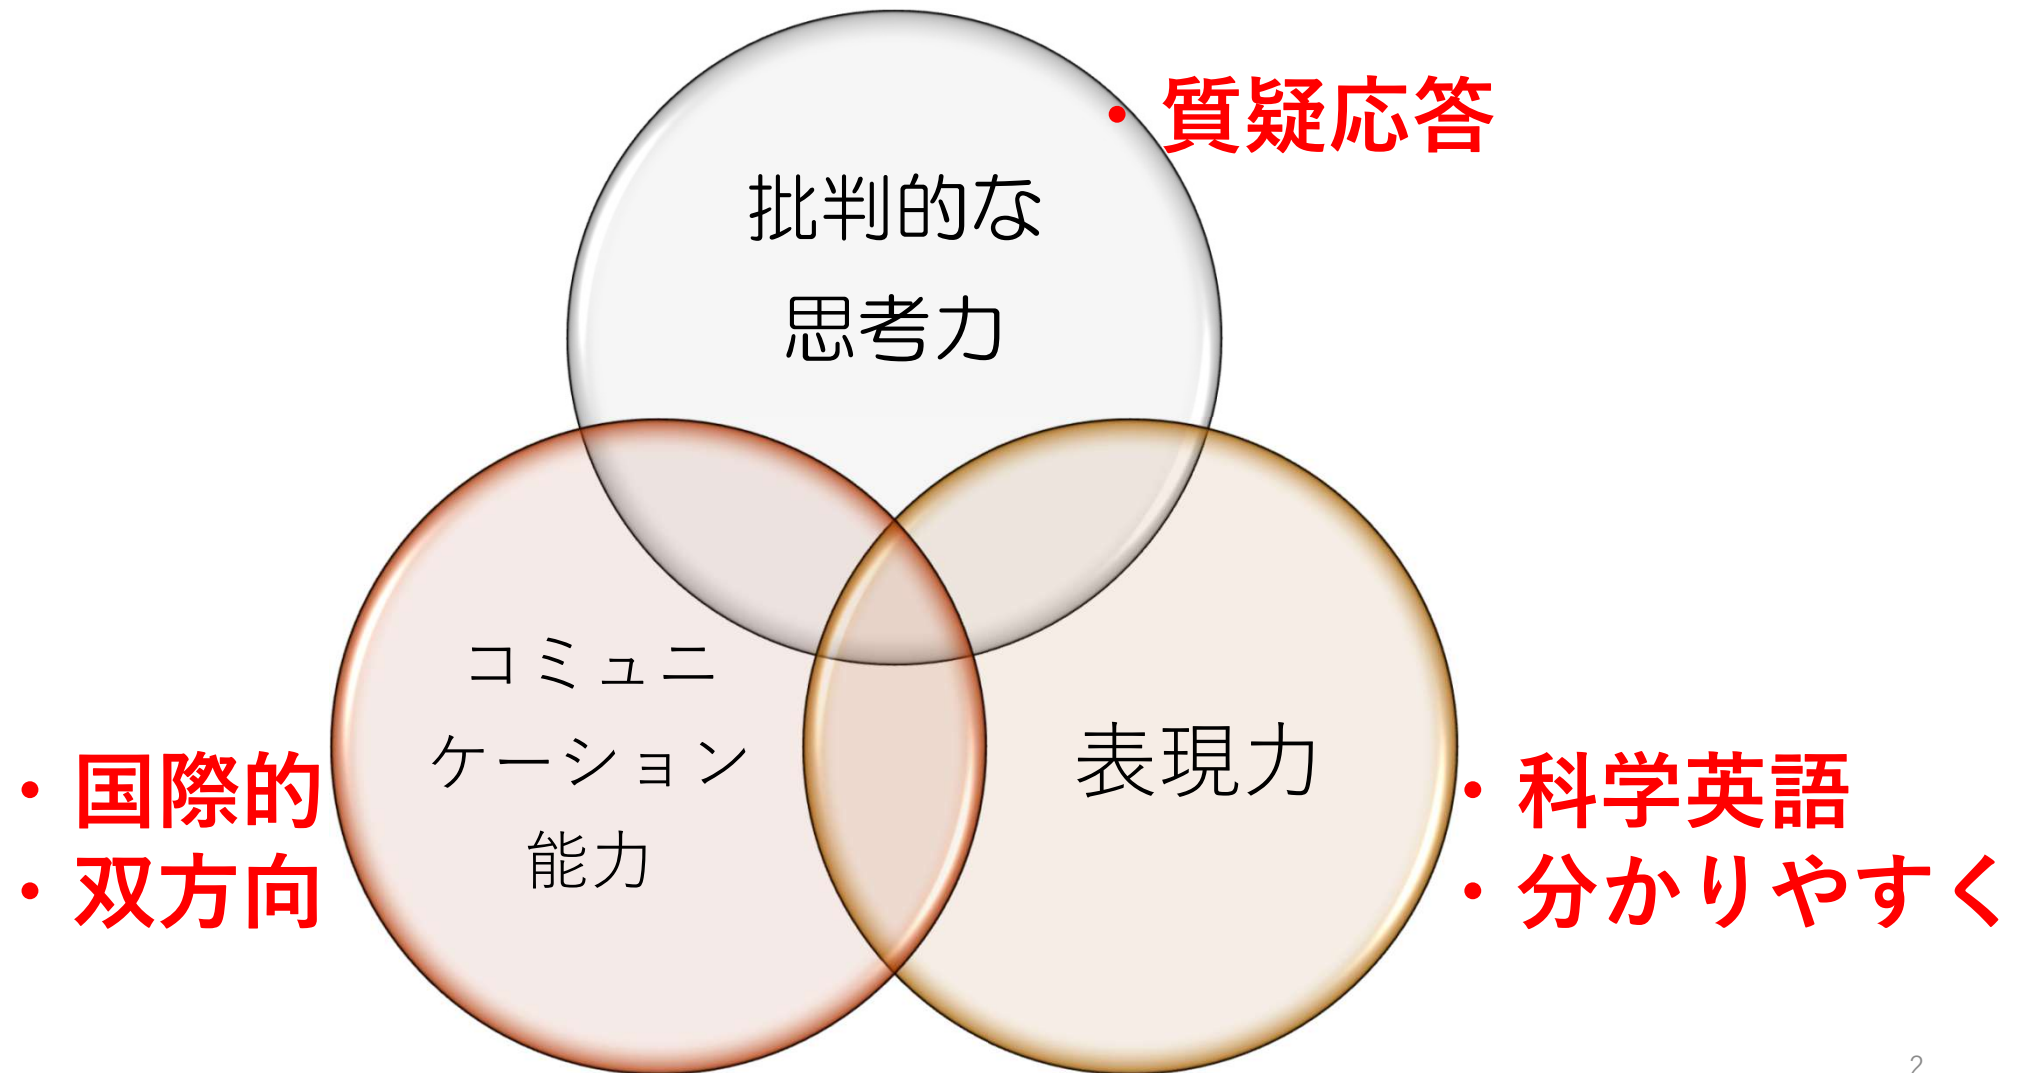 ・質疑応答
批判的な
思考力
コミュニ
ケーション
能力
・国際的
・双方向
表現力
・科学英語
・分かりやすく
2